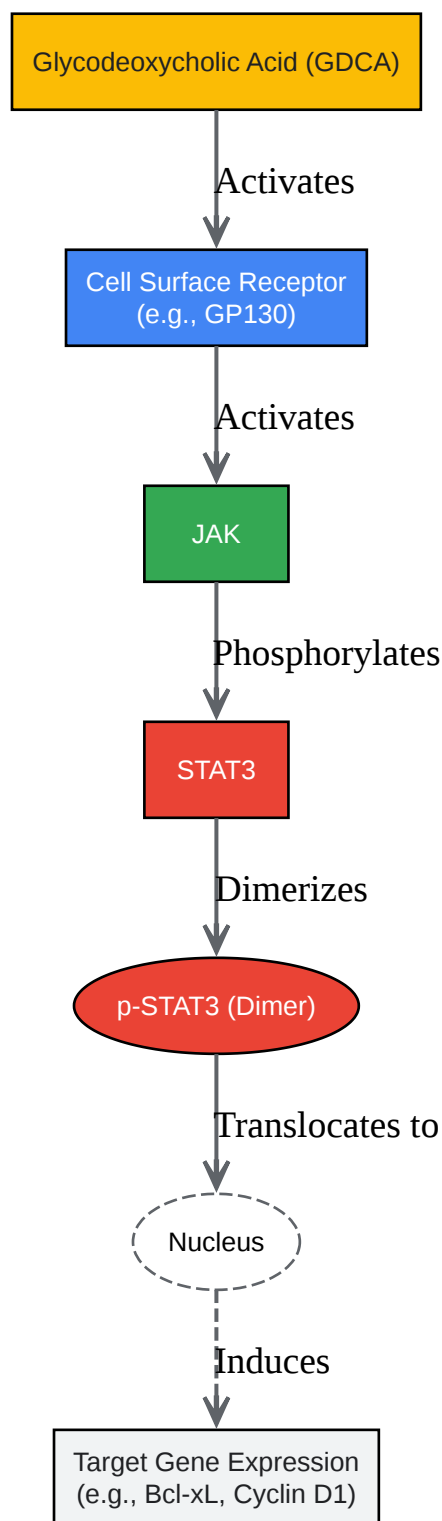 Glycodeoxycholic Acid (GDCA)
Activates
Cell Surface Receptor
(e.g., GP130)
Activates
JAK
Phosphorylates
STAT3
Dimerizes
p-STAT3 (Dimer)
Translocates to
Nucleus
Induces
Target Gene Expression
(e.g., Bcl-xL, Cyclin D1)